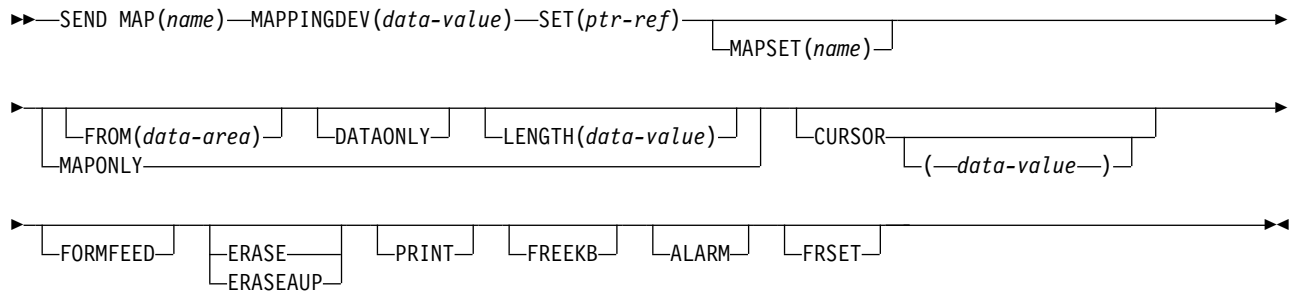 SEND MAP(name) MAPPINGDEV(data-value) SET(ptr-ref)
MAPSET(name)
FROM(data-area) DATAONLY LENGTH(data-value) CURSOR
MAPONLY ( data-value )
FORMFEED ERASE PRINT FREEKB ALARM FRSET
ERASEAUP